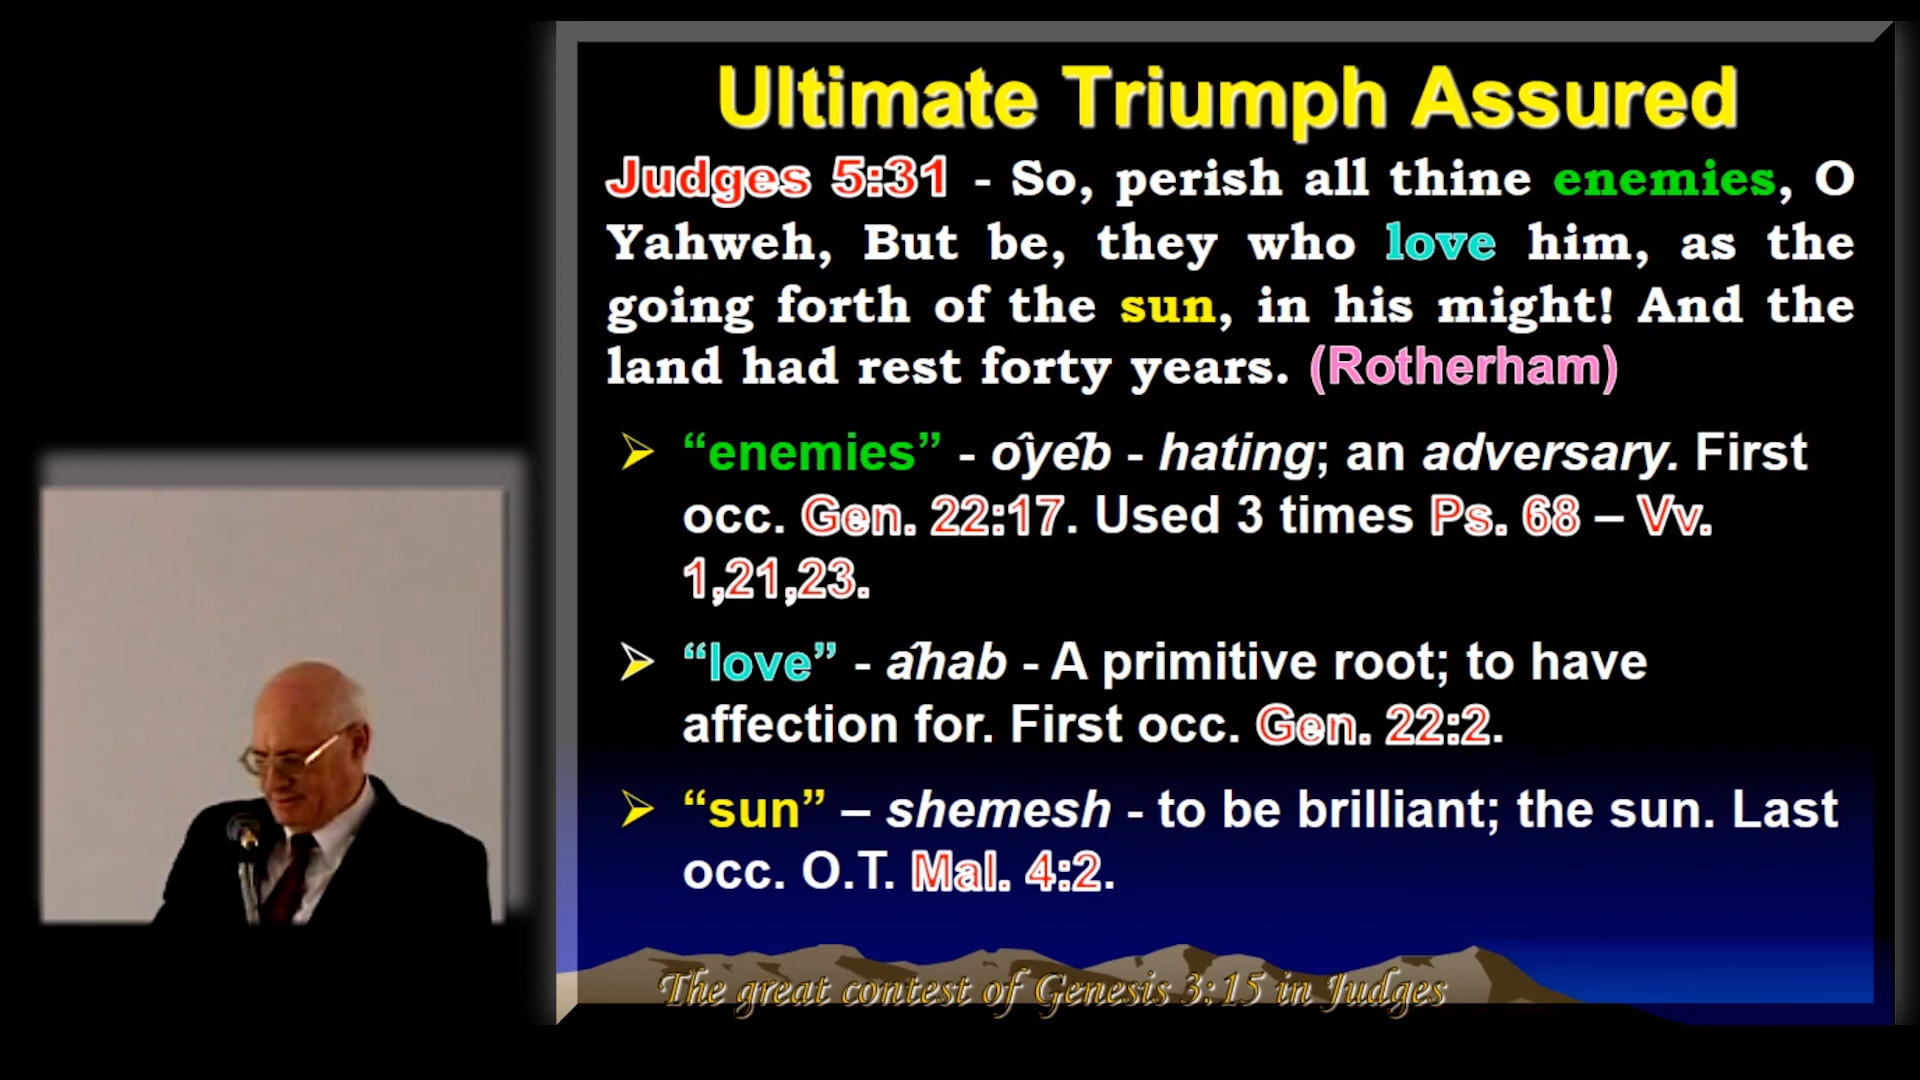 Ultimate Triumph Assured
Judges 5:31 - So, perish all thine enemies, O
Yahweh, But be, they who love him, as the
going forth of the sun, in his might! And the
land had rest forty years. (Rotherham)
➢ “enemies” - ôyêb - hating; an adversary. First
occ. Gen. 22:17. Used 3 times Ps. 68 – Vv.
1,21,23.
➢ “love” - âhab - A primitive root; to have
affection for. First occ. Gen. 22:2.
➢ “sun” – shemesh - to be brilliant; the sun. Last
occ. O.T. Mal. 4:2.
The great contest of Genesis 3:15 in Judges